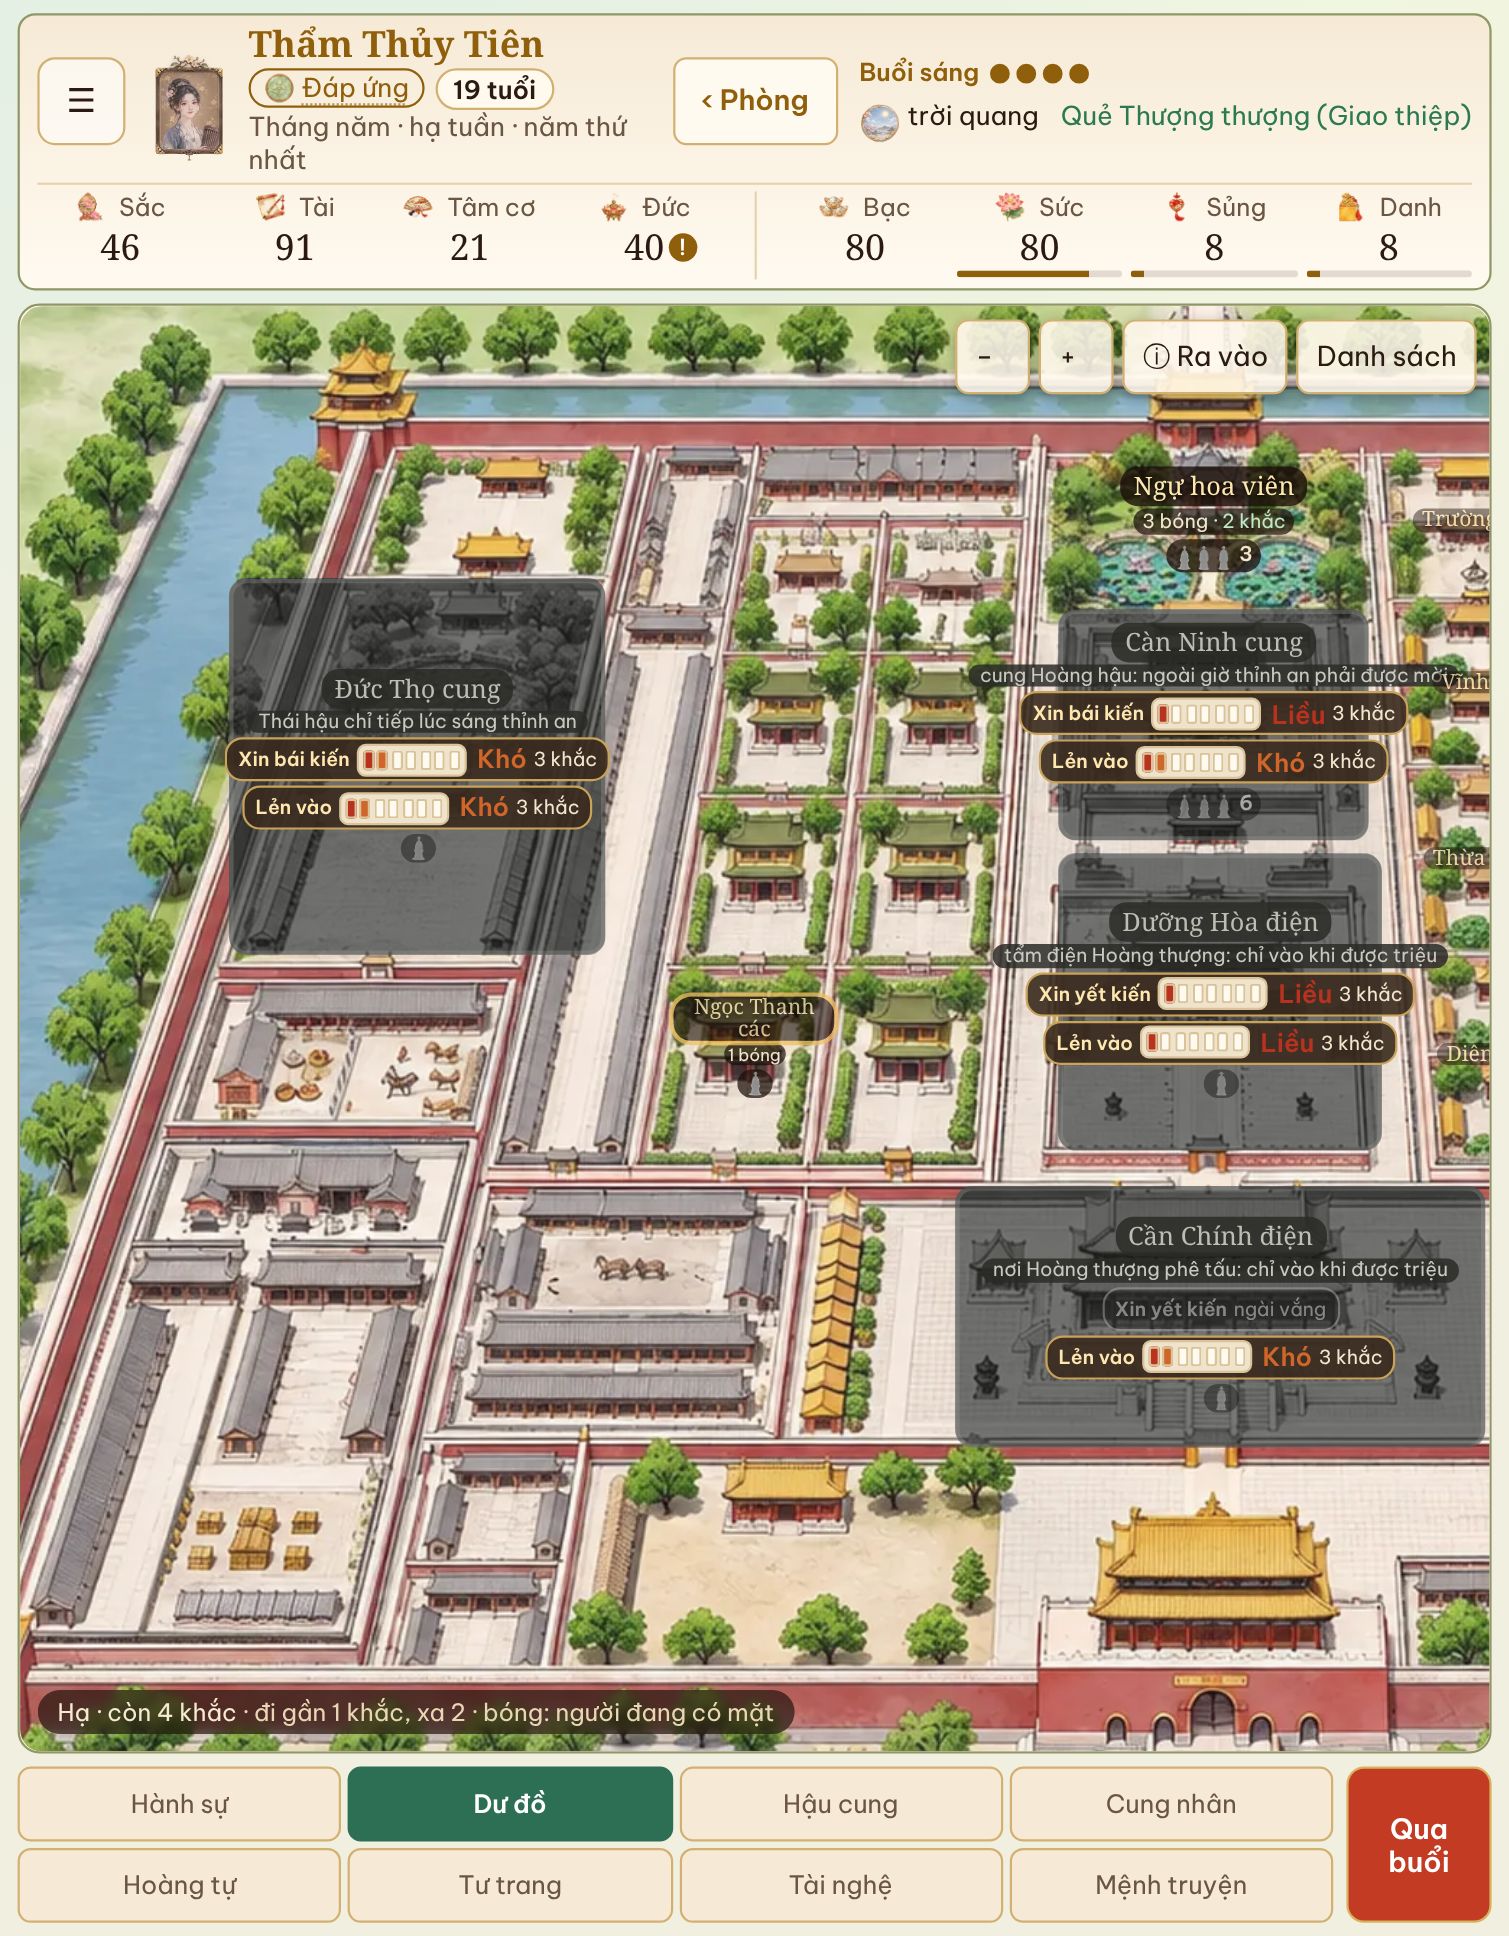 ☰
Thẩm Thủy Tiên
Đáp ứng
19 tuổi
Tháng năm · hạ tuần · năm thứ
nhất
‹ Phòng
Buổi sáng
trời quang
Quẻ Thượng thượng (Giao thiệp)
Sắc
46
Tài
91
Tâm cơ
21
Đức
40 !
Bạc
80
Sức
80
Sủng
8
Danh
8
−
+
ⓘ Ra vào
Danh sách
Ngự hoa viên
3 bóng · 2 khắc
3
Trường
Càn Ninh cung
cung Hoàng hậu: ngoài giờ thỉnh an phải được mời
Vĩnh
Xin bái kiến Liều 3 khắc
Lẻn vào Khó 3 khắc
6
Đức Thọ cung
Thái hậu chỉ tiếp lúc sáng thỉnh an
Xin bái kiến Khó 3 khắc
Lẻn vào Khó 3 khắc
Thừa
Dưỡng Hòa điện
tẩm điện Hoàng thượng: chỉ vào khi được triệu
Xin yết kiến Liều 3 khắc
Lẻn vào Liều 3 khắc
Diên
Ngọc Thanh
các
1 bóng
Cần Chính điện
nơi Hoàng thượng phê tấu: chỉ vào khi được triệu
Xin yết kiến ngài vắng
Lẻn vào Khó 3 khắc
Hạ · còn 4 khắc · đi gần 1 khắc, xa 2 · bóng: người đang có mặt
Hành sự
Dư đồ
Hậu cung
Cung nhân
Hoàng tự
Tư trang
Tài nghệ
Mệnh truyện
Qua
buổi